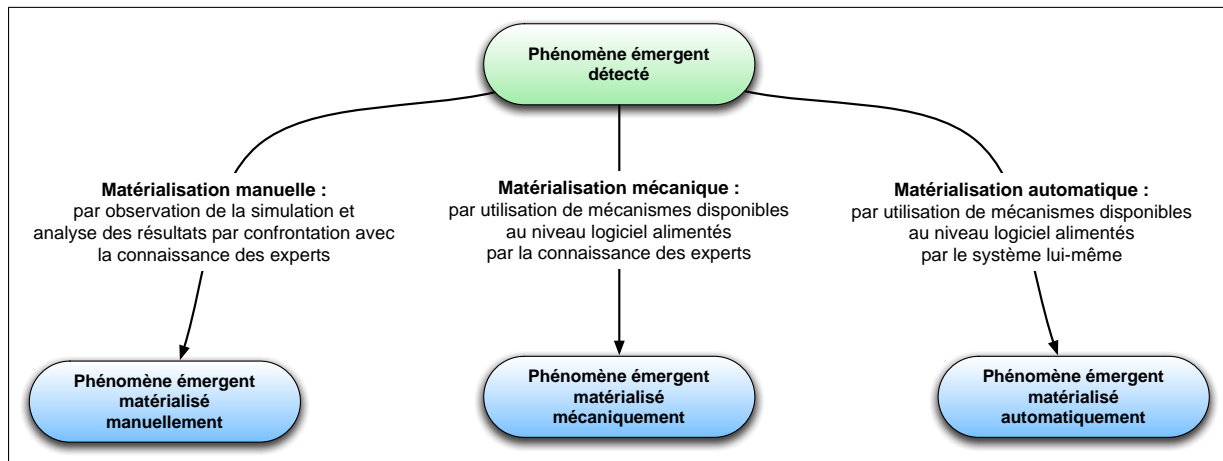 Phénomène émergent
détecté
Matérialisation manuelle :
par observation de la simulation et
analyse des résultats par confrontation avec
la connaissance des experts
Matérialisation mécanique :
par utilisation de mécanismes disponibles
au niveau logiciel alimentés
par la connaissance des experts
Matérialisation automatique :
par utilisation de mécanismes disponibles
au niveau logiciel alimentés
par le système lui-même
Phénomène émergent
matérialisé
manuellement
Phénomène émergent
matérialisé
mécaniquement
Phénomène émergent
matérialisé
automatiquement